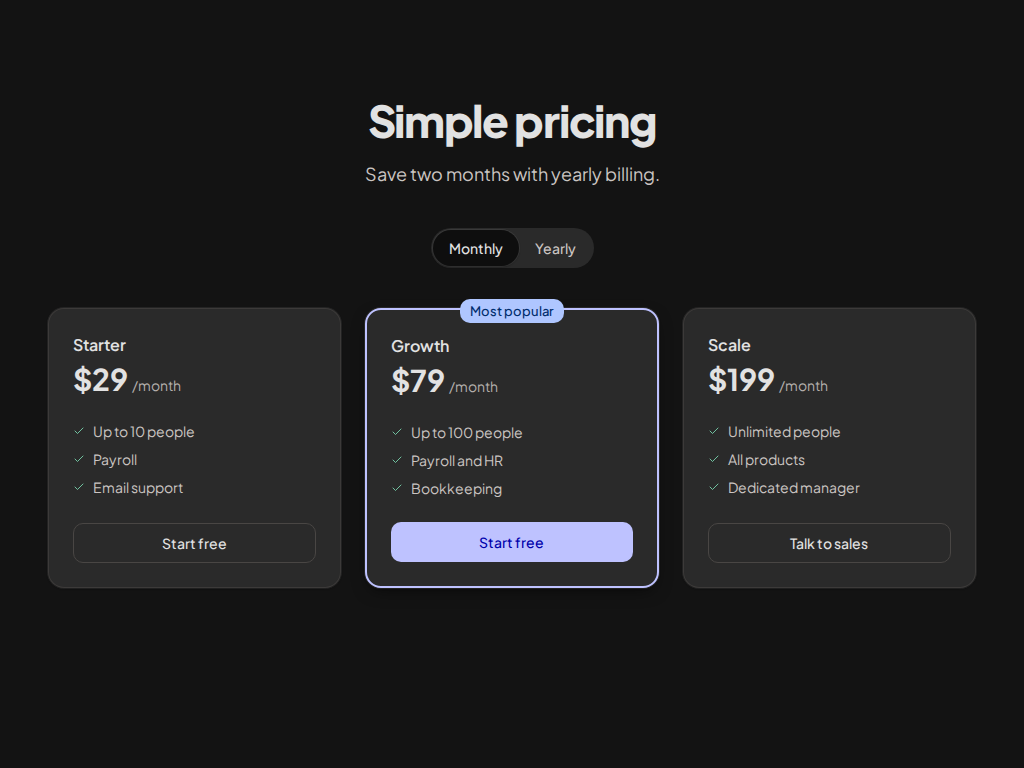 Simple pricing
Save two months with yearly billing.
Monthly Yearly
Most popular
Starter
$29 /month
Up to 10 people
Payroll
Email support
Start free
Growth
$79 /month
Up to 100 people
Payroll and HR
Bookkeeping
Start free
Scale
$199 /month
Unlimited people
All products
Dedicated manager
Talk to sales